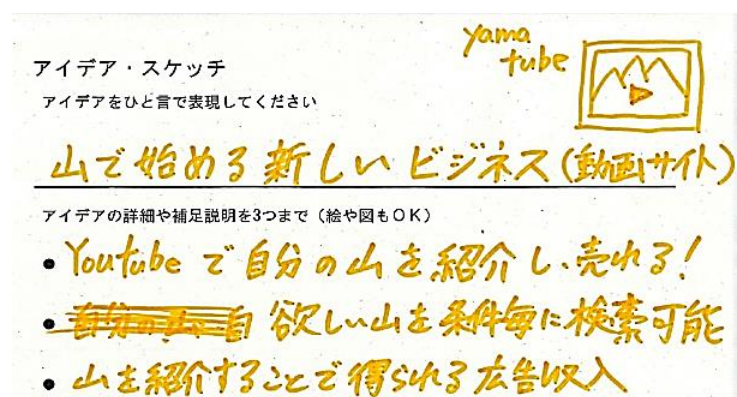 yama
tube
アイデア・スケッチ
アイデアをひと言で表現してください
山で始める新しいビジネス(動画サイト)
アイデアの詳細や補足説明を3つまで（絵や図もOK）
• Youtubeで自分の山を紹介し、売れる!
• 欲しい山を条件毎に検索可能
• 山を紹介することで得られる広告収入